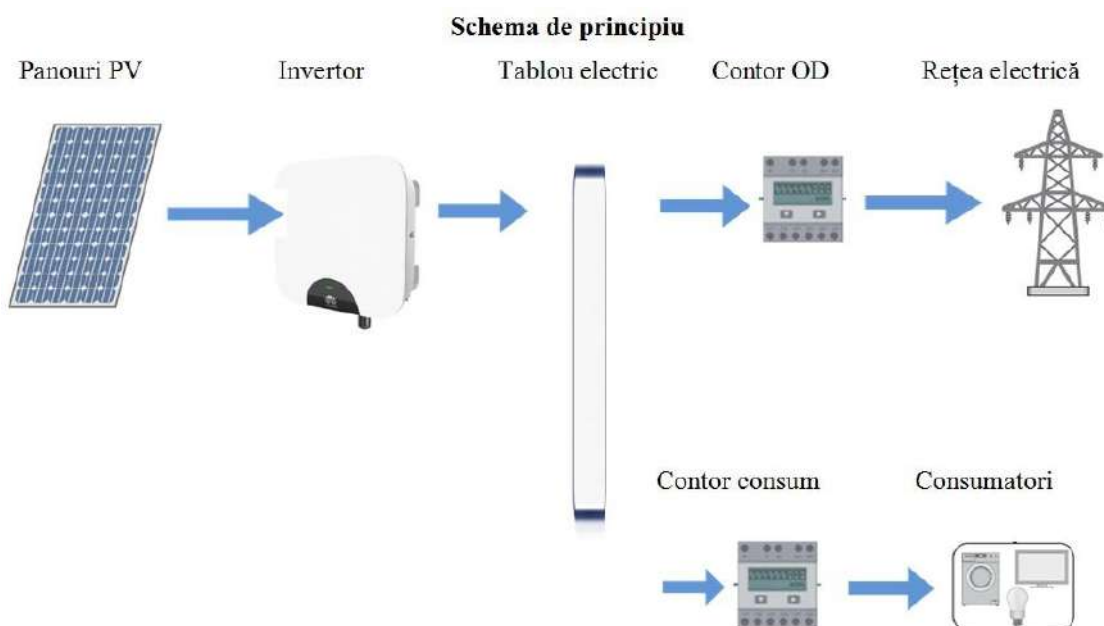 Schema de principiu
Panouri PV
Invertor
Tablou electric
Contor OD
Rețea electrică
Contor consum
Consumatori